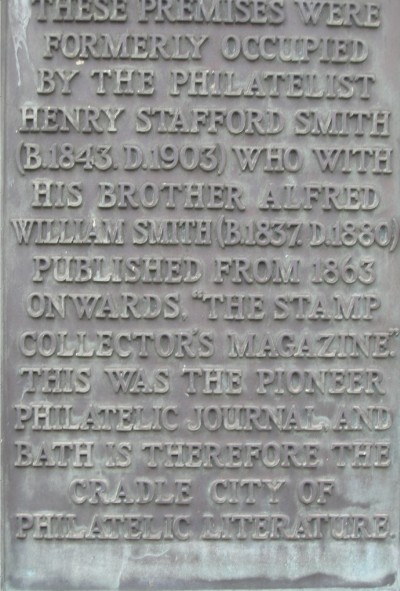 THESE PREMISES WERE
FORMERLY OCCUPIED
BY THE PHILATELIST
HENRY STAFFORD SMITH
(B.1843. D.1903) WHO WITH
HIS BROTHER ALFRED
WILLIAM SMITH (B.1837. D.1880)
PUBLISHED FROM 1863
ONWARDS, "THE STAMP
COLLECTOR'S MAGAZINE."
THIS WAS THE PIONEER
PHILATELIC JOURNAL AND
BATH IS THEREFORE THE
CRADLE CITY OF
PHILATELIC LITERATURE.